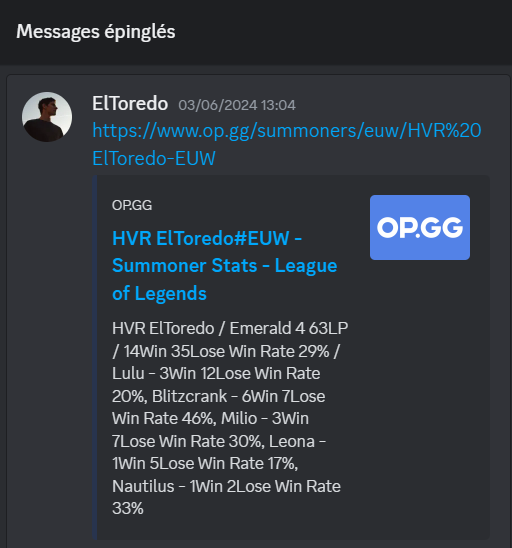 Messages épinglés
ElToredo 03/06/2024 13:04
https://www.op.gg/summoners/euw/HVR%20
ElToredo-EUW
OP.GG
OP.GG
HVR ElToredo#EUW -
Summoner Stats - League
of Legends
HVR ElToredo / Emerald 4 63LP
/ 14Win 35Lose Win Rate 29% /
Lulu - 3Win 12Lose Win Rate
20%, Blitzcrank - 6Win 7Lose
Win Rate 46%, Milio - 3Win
7Lose Win Rate 30%, Leona -
1Win 5Lose Win Rate 17%,
Nautilus - 1Win 2Lose Win Rate
33%